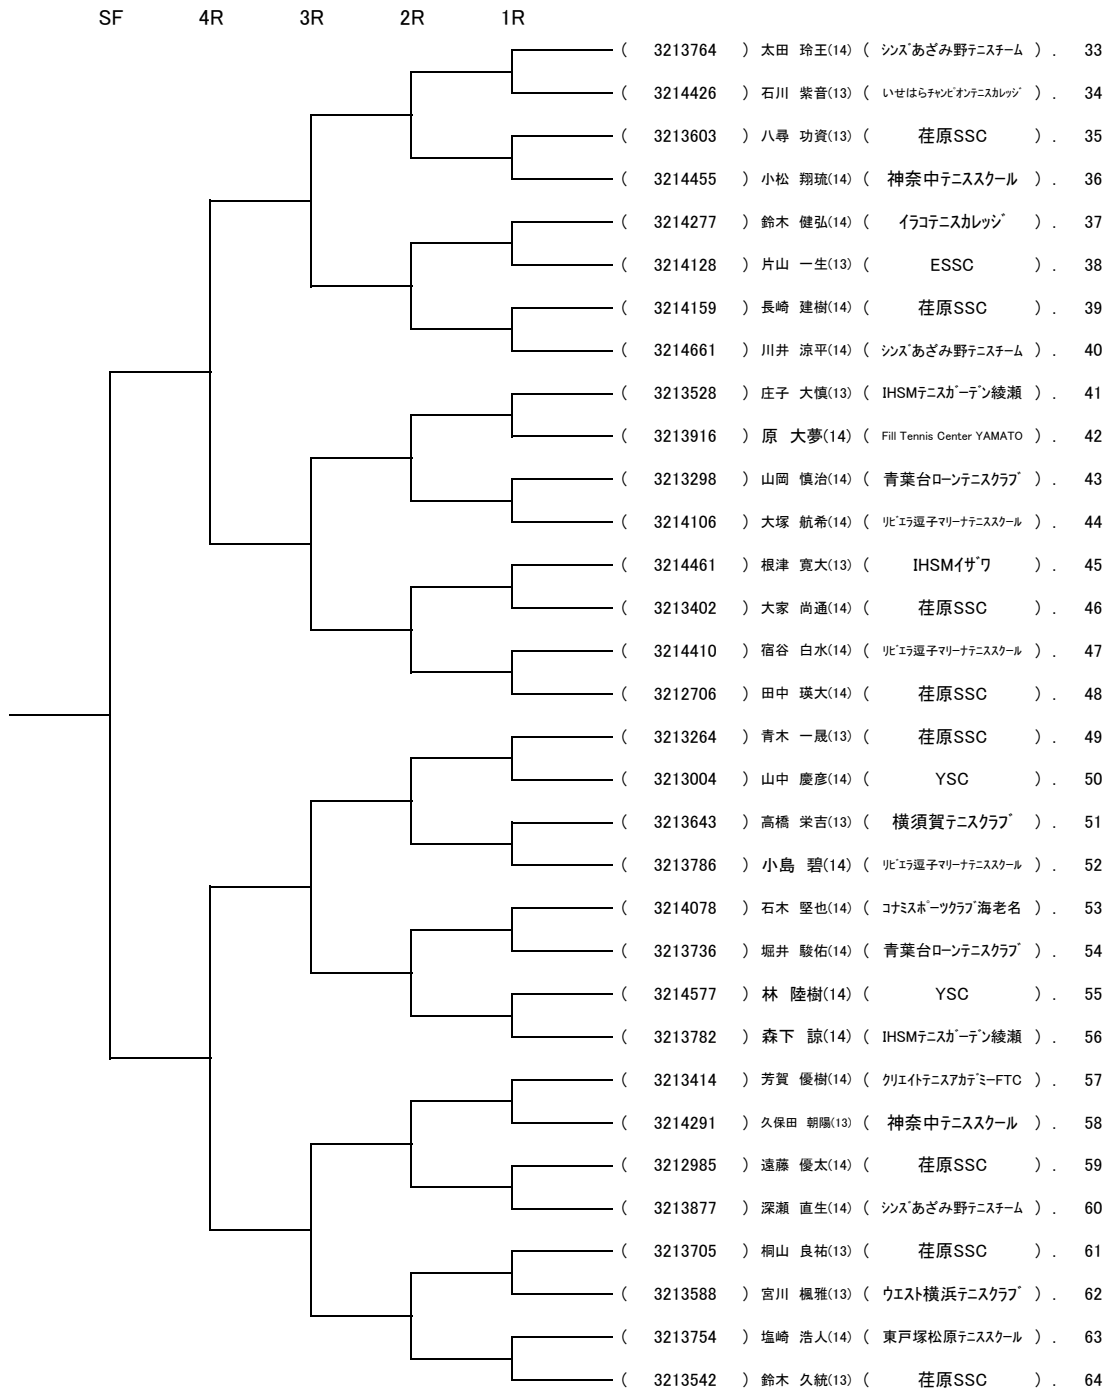 SF 4R 3R 2R 1R
( 3213764 ) 太田 玲王(14) ( シンズあざみ野テニスチーム ) . 33
( 3214426 ) 石川 紫音(13) ( いせはらチャンピオンテニスカレッジ ) . 34
( 3213603 ) 八尋 功資(13) ( 荏原SSC ) . 35
( 3214455 ) 小松 翔琉(14) ( 神奈中テニススクール ) . 36
( 3214277 ) 鈴木 健弘(14) ( イラコテニスカレッジ ) . 37
( 3214128 ) 片山 一生(13) ( ESSC ) . 38
( 3214159 ) 長崎 建樹(14) ( 荏原SSC ) . 39
( 3214661 ) 川井 涼平(14) ( シンズあざみ野テニスチーム ) . 40
( 3213528 ) 庄子 大慎(13) ( IHSMテニスガーデン綾瀬 ) . 41
( 3213916 ) 原 大夢(14) ( Fill Tennis Center YAMATO ) . 42
( 3213298 ) 山岡 慎治(14) ( 青葉台ローンテニスクラブ ) . 43
( 3214106 ) 大塚 航希(14) ( リビエラ逗子マリーナテニススクール ) . 44
( 3214461 ) 根津 寛大(13) ( IHSMイザワ ) . 45
( 3213402 ) 大家 尚通(14) ( 荏原SSC ) . 46
( 3214410 ) 宿谷 白水(14) ( リビエラ逗子マリーナテニススクール ) . 47
( 3212706 ) 田中 瑛大(14) ( 荏原SSC ) . 48
( 3213264 ) 青木 一晟(13) ( 荏原SSC ) . 49
( 3213004 ) 山中 慶彦(14) ( YSC ) . 50
( 3213643 ) 高橋 栄吉(13) ( 横須賀テニスクラブ ) . 51
( 3213786 ) 小島 碧(14) ( リビエラ逗子マリーナテニススクール ) . 52
( 3214078 ) 石木 堅也(14) ( コナミスポーツクラブ海老名 ) . 53
( 3213736 ) 堀井 駿佑(14) ( 青葉台ローンテニスクラブ ) . 54
( 3214577 ) 林 陸樹(14) ( YSC ) . 55
( 3213782 ) 森下 諒(14) ( IHSMテニスガーデン綾瀬 ) . 56
( 3213414 ) 芳賀 優樹(14) ( クリエイトテニスアカデミーFTC ) . 57
( 3214291 ) 久保田 朝陽(13) ( 神奈中テニススクール ) . 58
( 3212985 ) 遠藤 優太(14) ( 荏原SSC ) . 59
( 3213877 ) 深瀬 直生(14) ( シンズあざみ野テニスチーム ) . 60
( 3213705 ) 桐山 良祐(13) ( 荏原SSC ) . 61
( 3213588 ) 宮川 楓雅(13) ( ウエスト横浜テニスクラブ ) . 62
( 3213754 ) 塩崎 浩人(14) ( 東戸塚松原テニススクール ) . 63
( 3213542 ) 鈴木 久統(13) ( 荏原SSC ) . 64